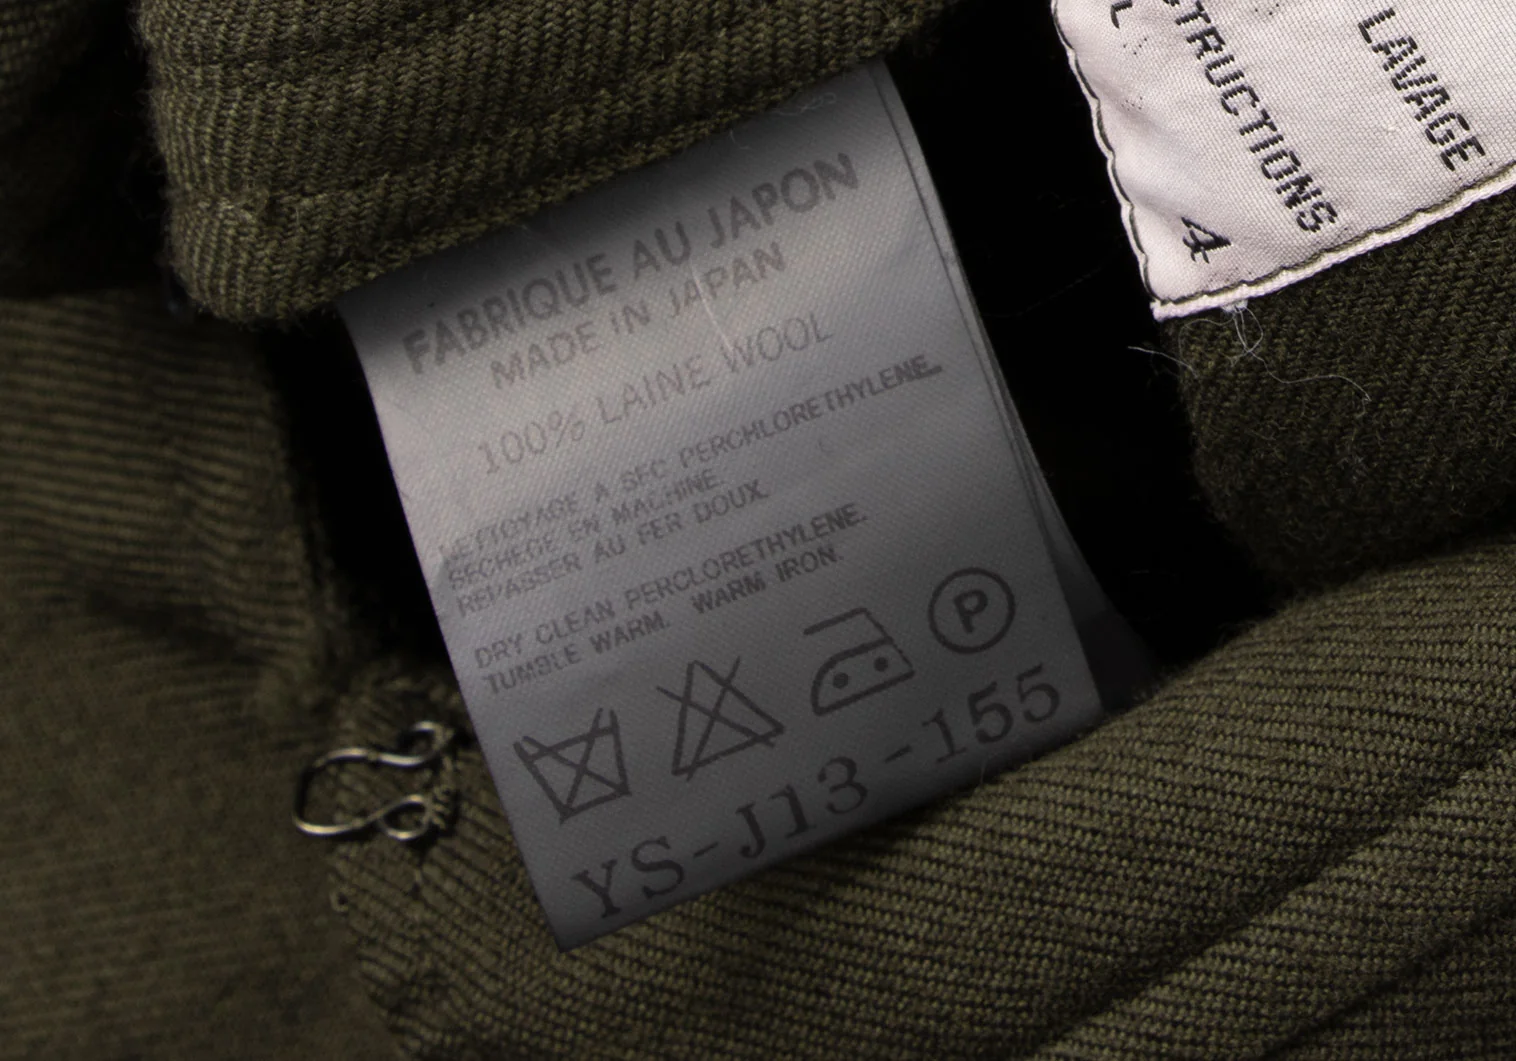 FABRIQUE AU JAPON
MADE IN JAPAN
100% LAINE WOOL
NETTOYAGE A SEC PERCHLORETHYLENE.
SECHEGE EN MACHINE.
REPASSER AU FER DOUX.
DRY CLEAN PERCLORETHYLENE.
TUMBLE WARM. WARM IRON.
P
YS-J13-155
LAVAGE
STRUCTIONS
4